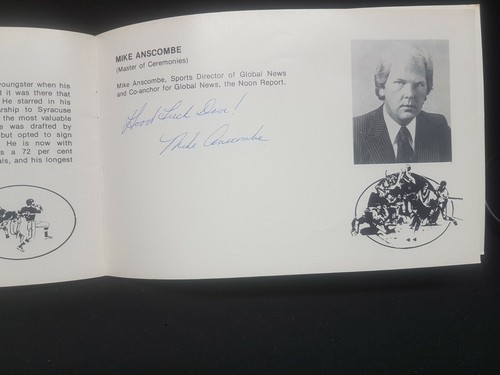 youngster when his
it was there that
He starred in his
arship to Syracuse
the most valuable
e was drafted by
but opted to sign
. He is now with
s a 72 per cent
als, and his longest
MIKE ANSCOMBE
(Master of Ceremonies)
Mike Anscombe, Sports Director of Global News
and Co-anchor for Global News, the Noon Report.
Good Luck Dave!
Mike Anscombe